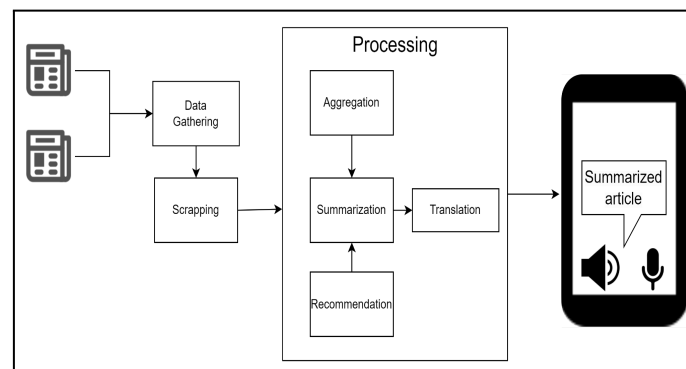 Processing
Data
Gathering
Aggregation
Scrapping
Summarization
Translation
Recommendation
Summarized
article